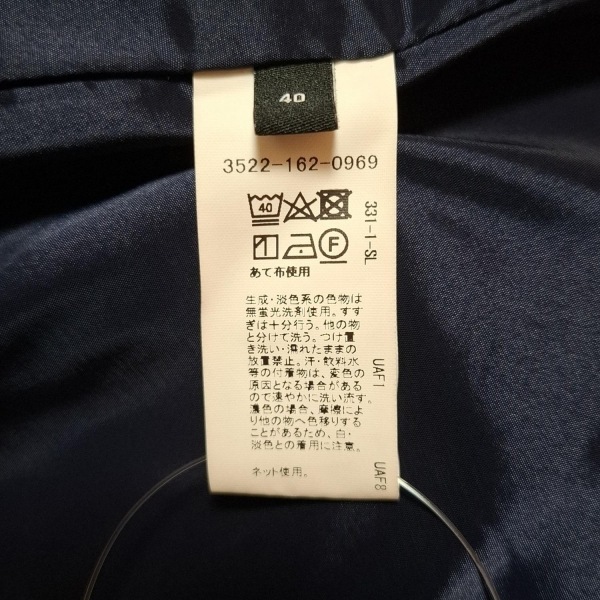 40
3522-162-0969
40
F
あて布使用
331-1-SL
生成・淡色系の色物は
無蛍光洗剤使用。すす
ぎは十分行う。他の物
と分けて洗う。つけ置
き洗い・濡れたままの
放置禁止。汗・飲料水
等の付着物は、変色の
原因となる場合がある
ので速やかに洗い流す。
濃色の場合、摩擦によ
り他の物へ色移りする
ことがあるため、白・
淡色との着用に注意。
UAF1
ネット使用。
UAF8